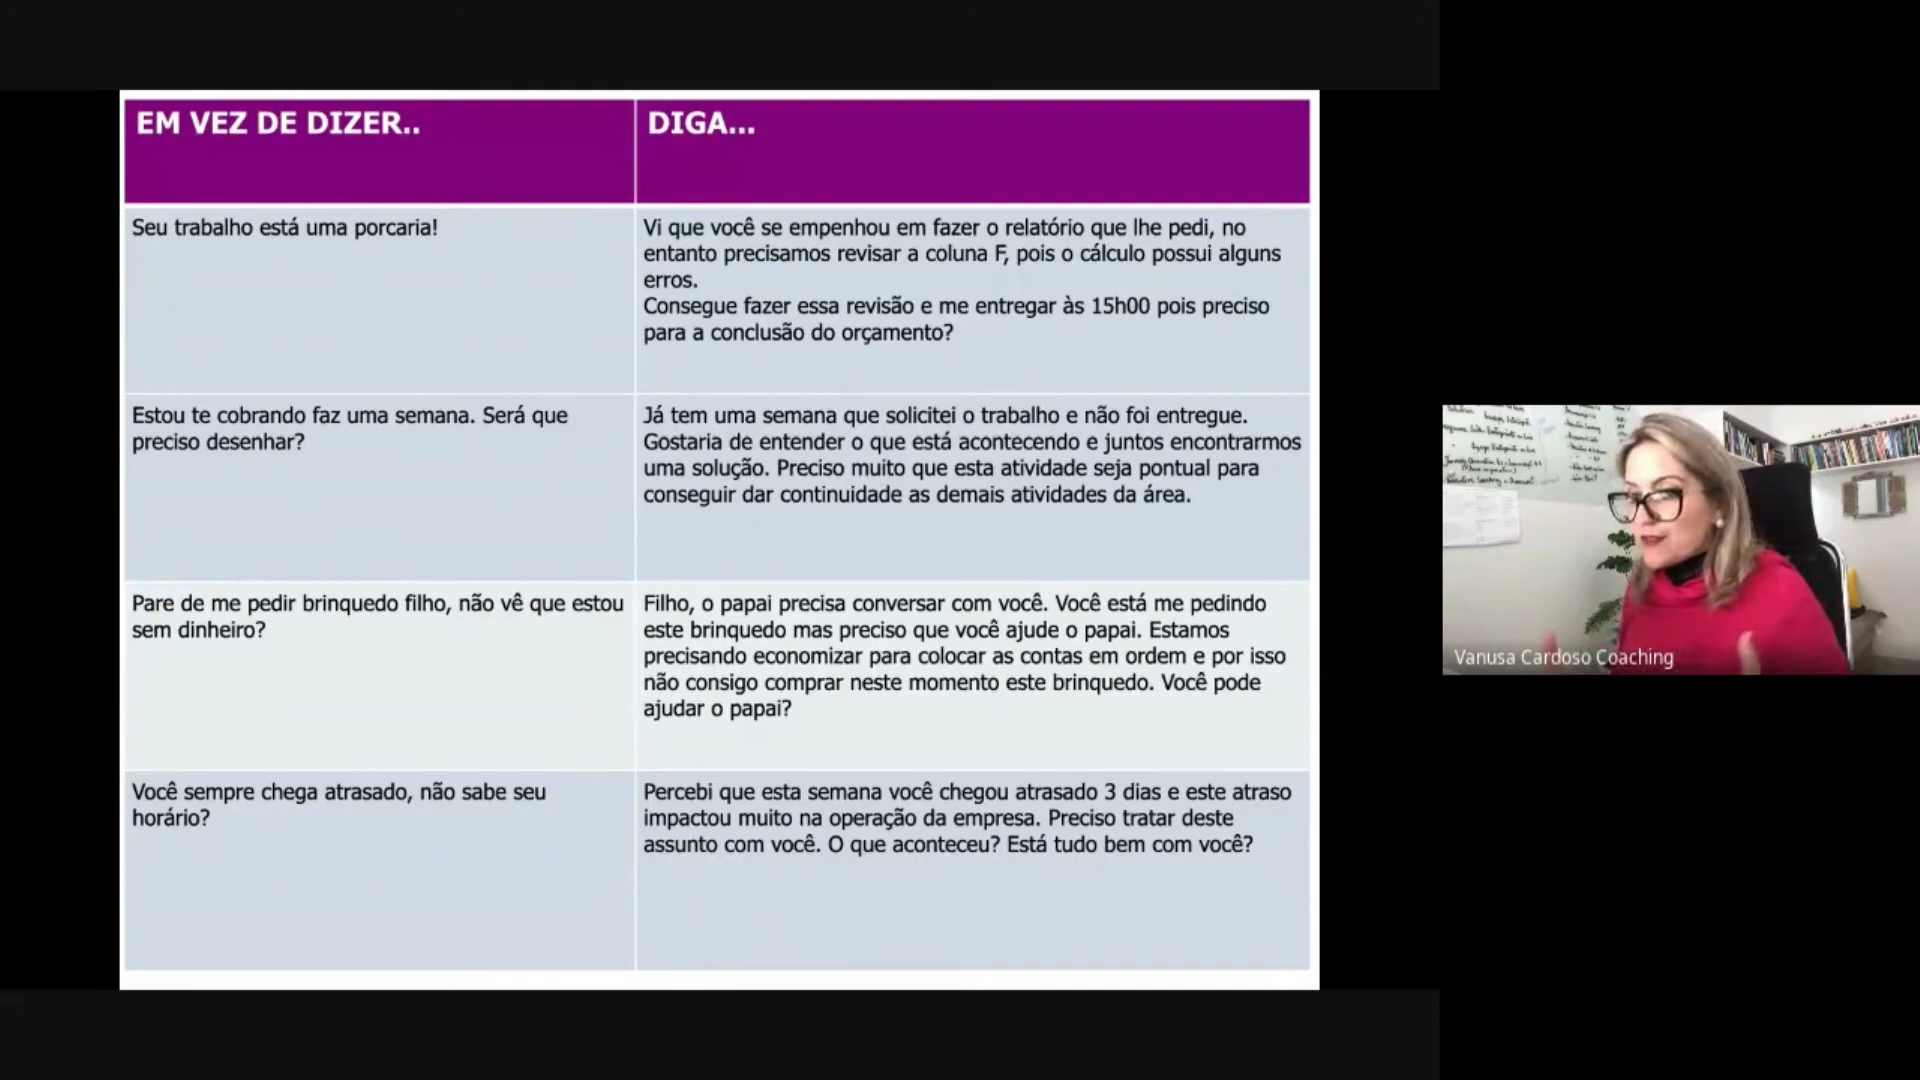 EM VEZ DE DIZER..
DIGA...
Seu trabalho está uma porcaria!
Vi que você se empenhou em fazer o relatório que lhe pedi, no
entanto precisamos revisar a coluna F, pois o cálculo possui alguns
erros.
Consegue fazer essa revisão e me entregar às 15h00 pois preciso
para a conclusão do orçamento?
Estou te cobrando faz uma semana. Será que
preciso desenhar?
Já tem uma semana que solicitei o trabalho e não foi entregue.
Gostaria de entender o que está acontecendo e juntos encontrarmos
uma solução. Preciso muito que esta atividade seja pontual para
conseguir dar continuidade as demais atividades da área.
Pare de me pedir brinquedo filho, não vê que estou
sem dinheiro?
Filho, o papai precisa conversar com você. Você está me pedindo
este brinquedo mas preciso que você ajude o papai. Estamos
precisando economizar para colocar as contas em ordem e por isso
não consigo comprar neste momento este brinquedo. Você pode
ajudar o papai?
Você sempre chega atrasado, não sabe seu
horário?
Percebi que esta semana você chegou atrasado 3 dias e este atraso
impactou muito na operação da empresa. Preciso tratar deste
assunto com você. O que aconteceu? Está tudo bem com você?
Vanusa Cardoso Coaching